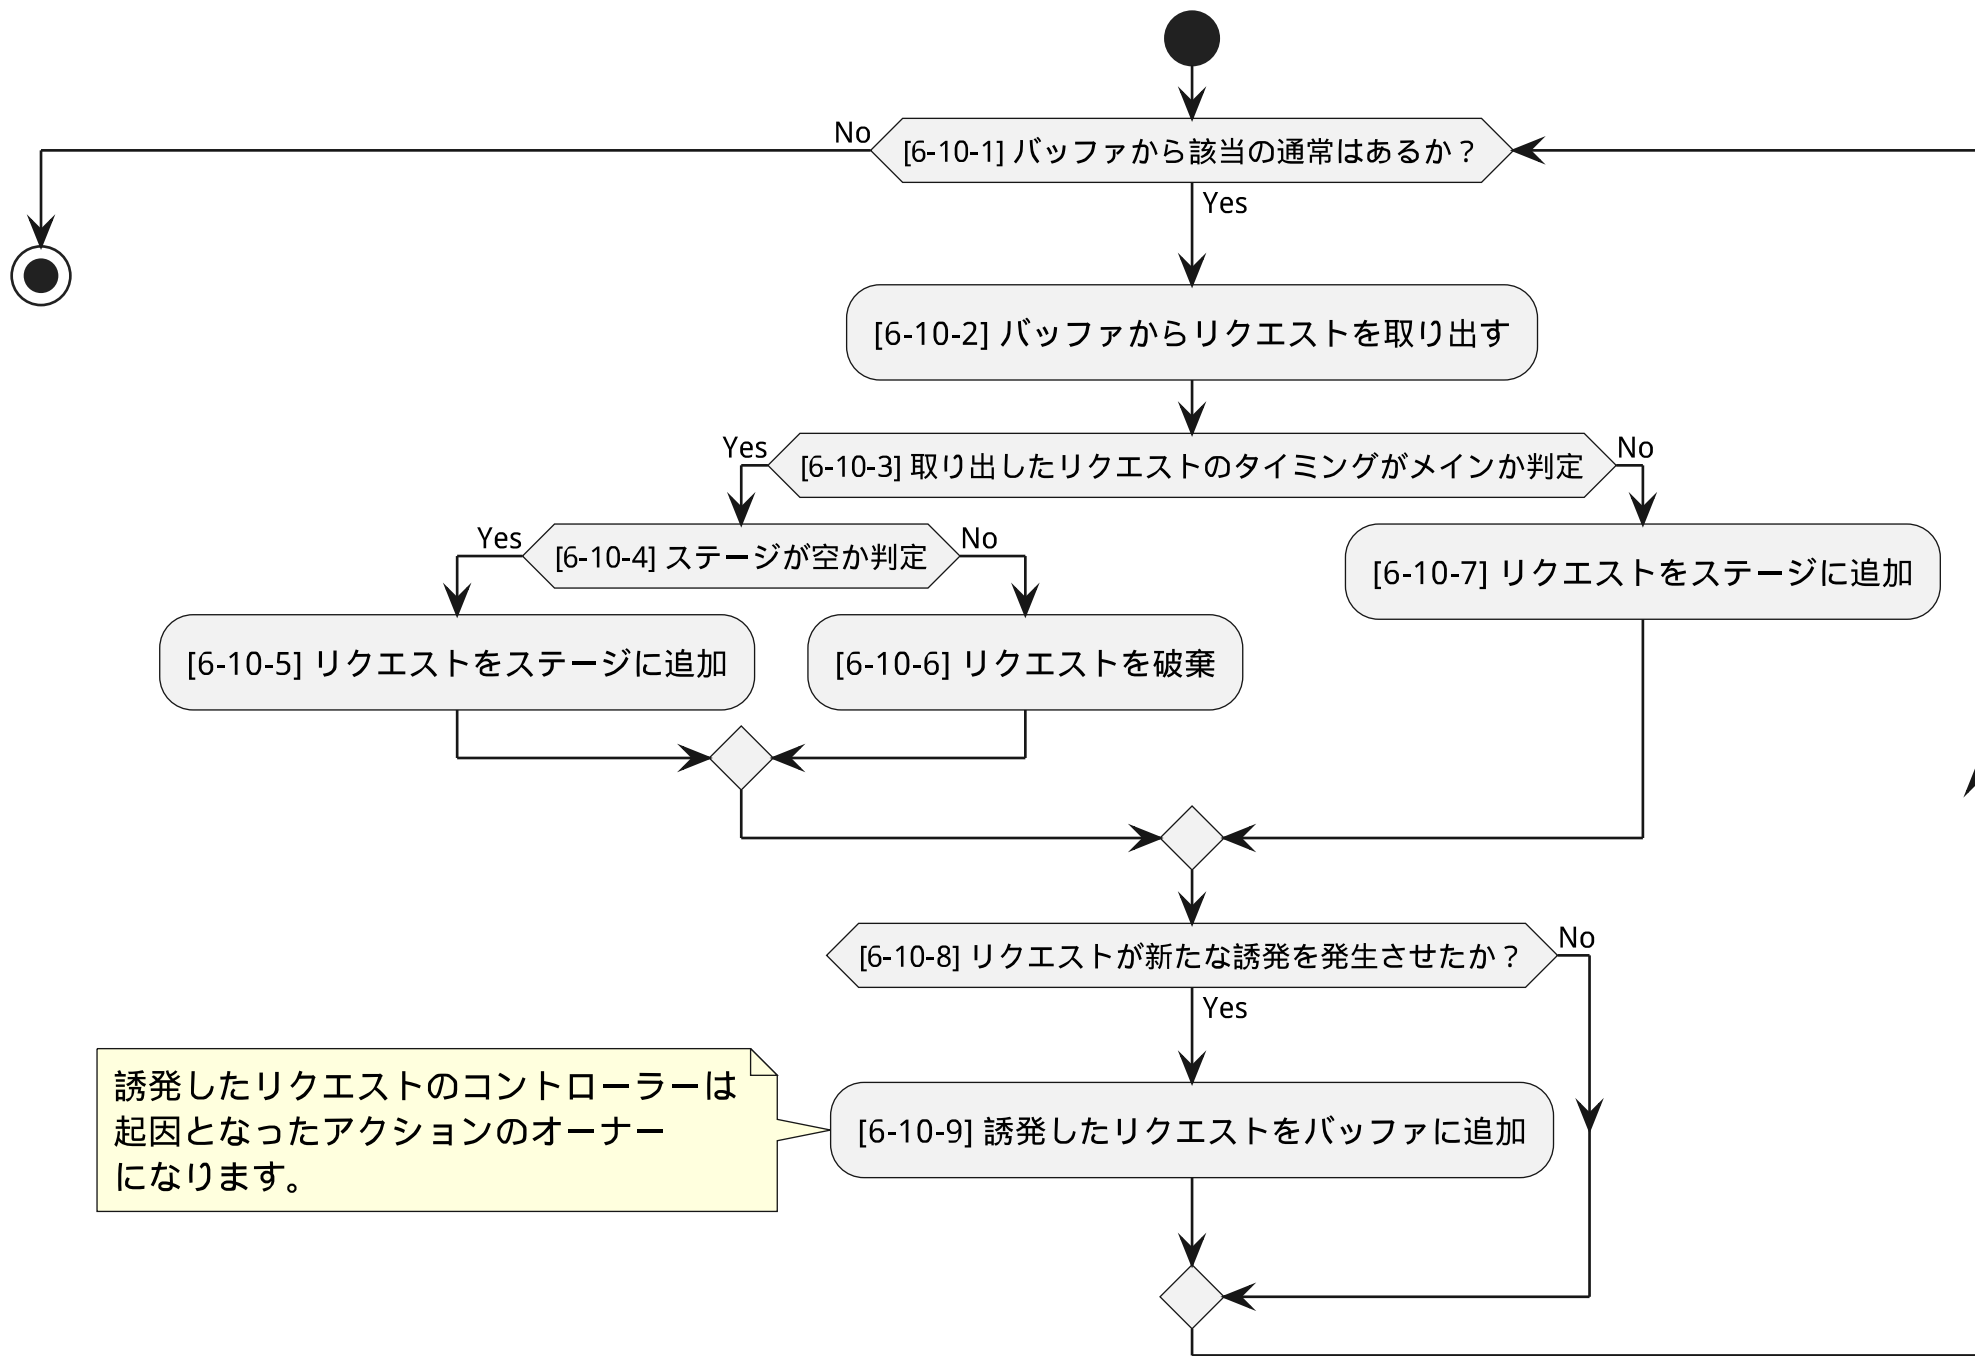 No
[6-10-1] バッファから該当の通常はあるか？
Yes
[6-10-2] バッファからリクエストを取り出す
Yes
[6-10-3] 取り出したリクエストのタイミングがメインか判定
No
Yes
[6-10-4] ステージが空か判定
No
[6-10-7] リクエストをステージに追加
[6-10-5] リクエストをステージに追加
[6-10-6] リクエストを破棄
[6-10-8] リクエストが新たな誘発を発生させたか？
No
Yes
誘発したリクエストのコントローラーは
起因となったアクションのオーナー
になります。
[6-10-9] 誘発したリクエストをバッファに追加